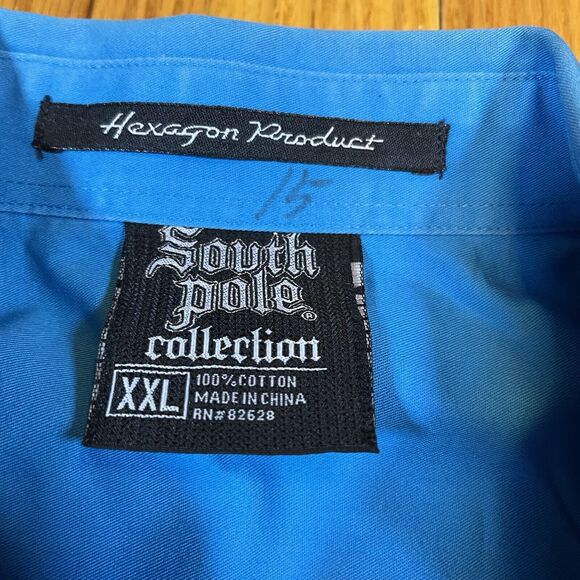 Hexagon Product
15
South
pole®
collection
XXL
100% COTTON
MADE IN CHINA
RN#82628